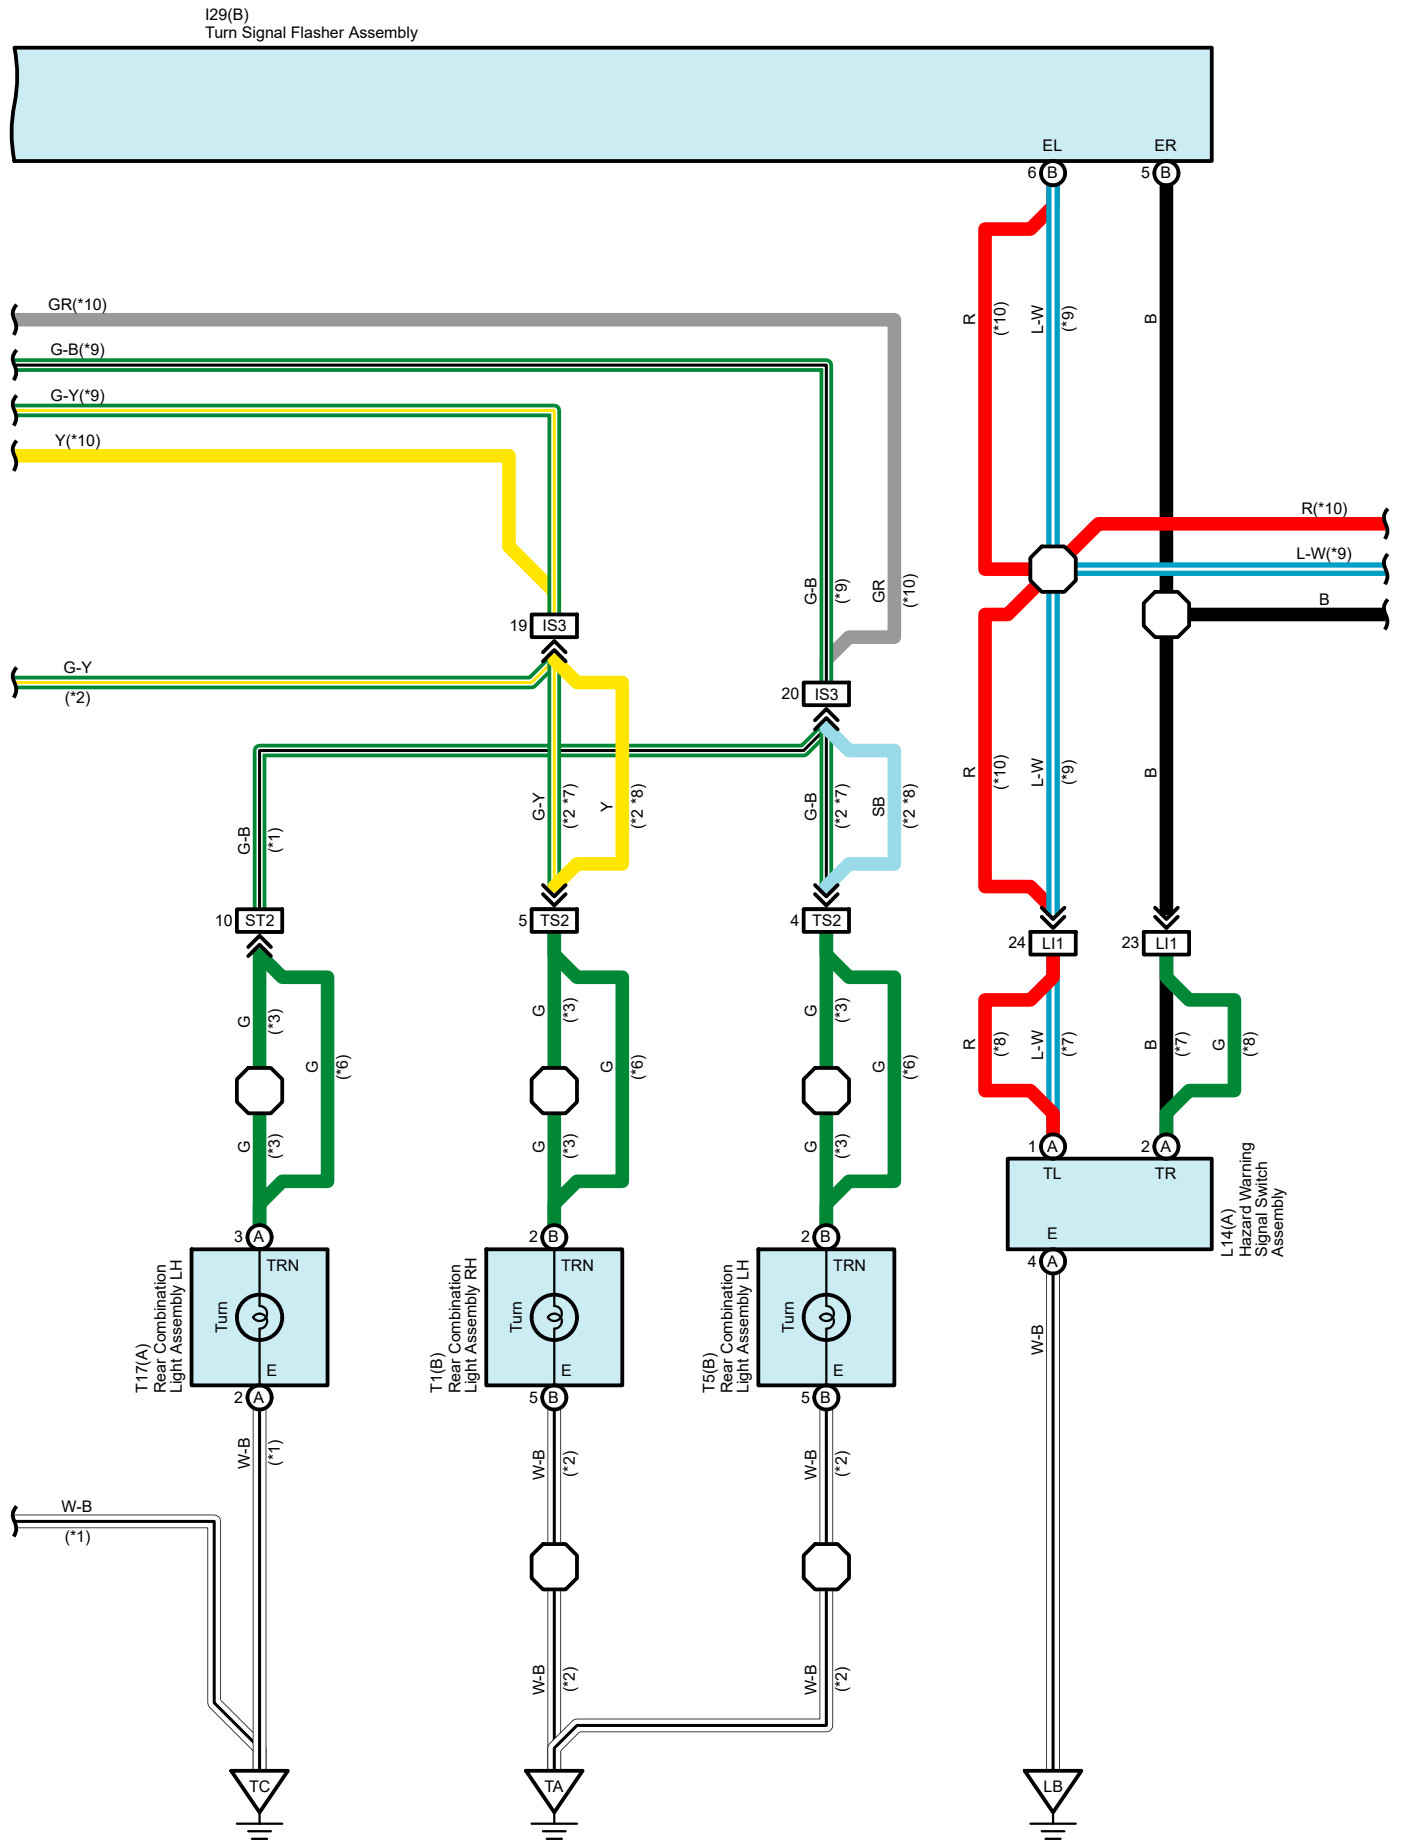 I29(B)
Turn Signal Flasher Assembly
EL
ER
6 B
5 B
GR(*10)
G-B(*9)
G-Y(*9)
Y(*10)
R
(*10)
L-W
(*9)
B
R(*10)
L-W(*9)
B
G-B
(*9)
GR
(*10)
19 IS3
G-Y
(*2)
20 IS3
G-B
(*1)
G-Y
(*2 *7)
Y
(*2 *8)
G-B
(*2 *7)
SB
(*2 *8)
R
(*10)
L-W
(*9)
B
10 ST2
5 TS2
4 TS2
24 LI1
23 LI1
G
(*3)
G
(*6)
G
(*3)
G
(*3)
G
(*6)
G
(*3)
G
(*3)
G
(*6)
G
(*3)
R
(*8)
L-W
(*7)
B
(*7)
G
(*8)
1 A
2 A
TL
TR
E
4 A
L14(A)
Hazard Warning
Signal Switch
Assembly
3 A
2 B
2 B
TRN
Turn
E
T17(A)
Rear Combination
Light Assembly LH
TRN
Turn
E
T1(B)
Rear Combination
Light Assembly RH
TRN
Turn
E
T5(B)
Rear Combination
Light Assembly LH
2 A
5 B
5 B
W-B
W-B
(*1)
W-B
(*2)
W-B
(*2)
W-B
(*1)
W-B
(*2)
W-B
(*2)
TC
TA
LB